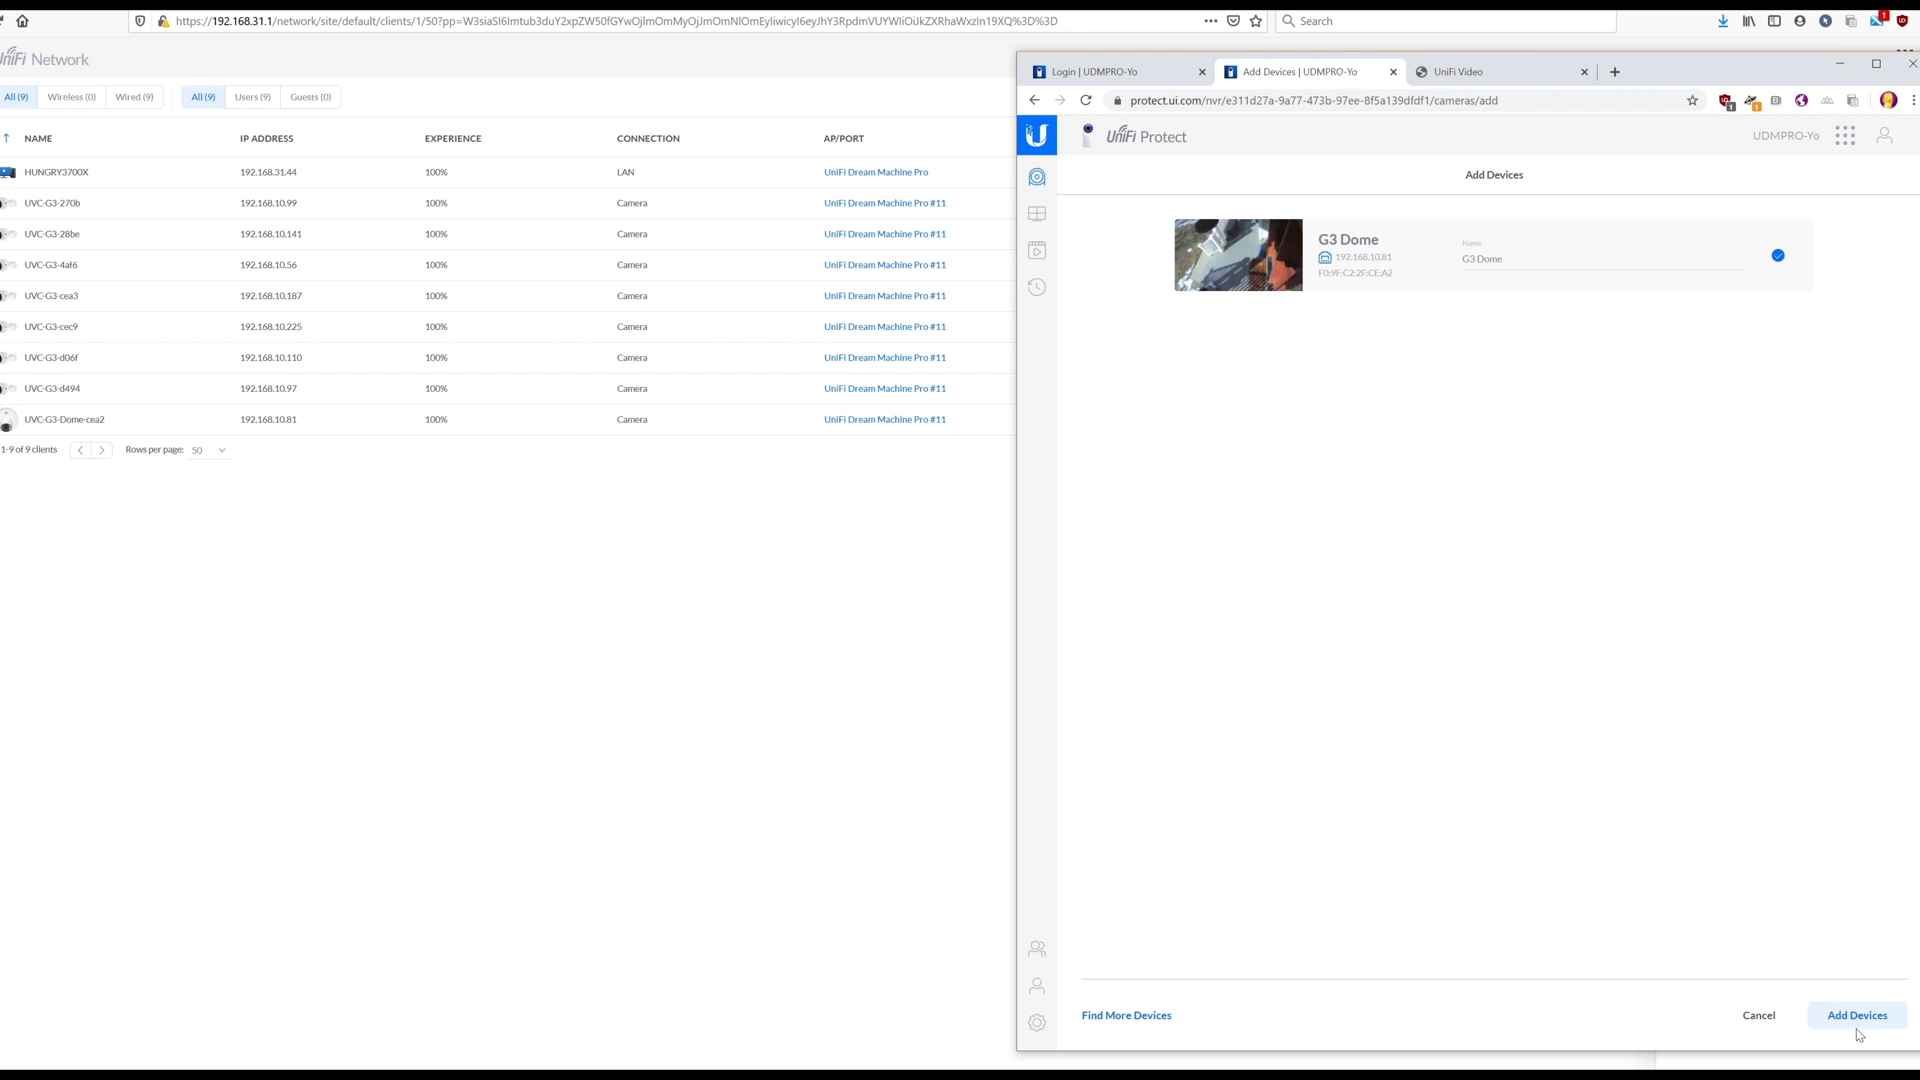 https://192.168.31.1/network/site/default/clients/1/50?pp=W3siaSI6Imtub3duY2xpZW50fGYwOjlmOmMyOjJmOmNlOmEyIiwicyI6eyJhY3RpdmVUYWIiOiJkZXRhaWxzIn19XQ%3D%3D
Search
1
UniFi Network
All (9) Wireless (0) Wired (9) All (9) Users (9) Guests (0)
NAME IP ADDRESS EXPERIENCE CONNECTION AP/PORT
HUNGRY3700X 192.168.31.44 100% LAN UniFi Dream Machine Pro
UVC-G3-270b 192.168.10.99 100% Camera UniFi Dream Machine Pro #11
UVC-G3-28be 192.168.10.141 100% Camera UniFi Dream Machine Pro #11
UVC-G3-4af6 192.168.10.56 100% Camera UniFi Dream Machine Pro #11
UVC-G3-cea3 192.168.10.187 100% Camera UniFi Dream Machine Pro #11
UVC-G3-cec9 192.168.10.225 100% Camera UniFi Dream Machine Pro #11
UVC-G3-d06f 192.168.10.110 100% Camera UniFi Dream Machine Pro #11
UVC-G3-d494 192.168.10.97 100% Camera UniFi Dream Machine Pro #11
UVC-G3-Dome-cea2 192.168.10.81 100% Camera UniFi Dream Machine Pro #11
1-9 of 9 clients Rows per page: 50
Login | UDMPRO-Yo Add Devices | UDMPRO-Yo UniFi Video
protect.ui.com/nvr/e311d27a-9a77-473b-97ee-8f5a139dfdf1/cameras/add
1 1
UniFi Protect UDMPRO-Yo
Add Devices
G3 Dome
192.168.10.81
F0:9F:C2:2F:CE:A2
Name
G3 Dome
Find More Devices Cancel Add Devices